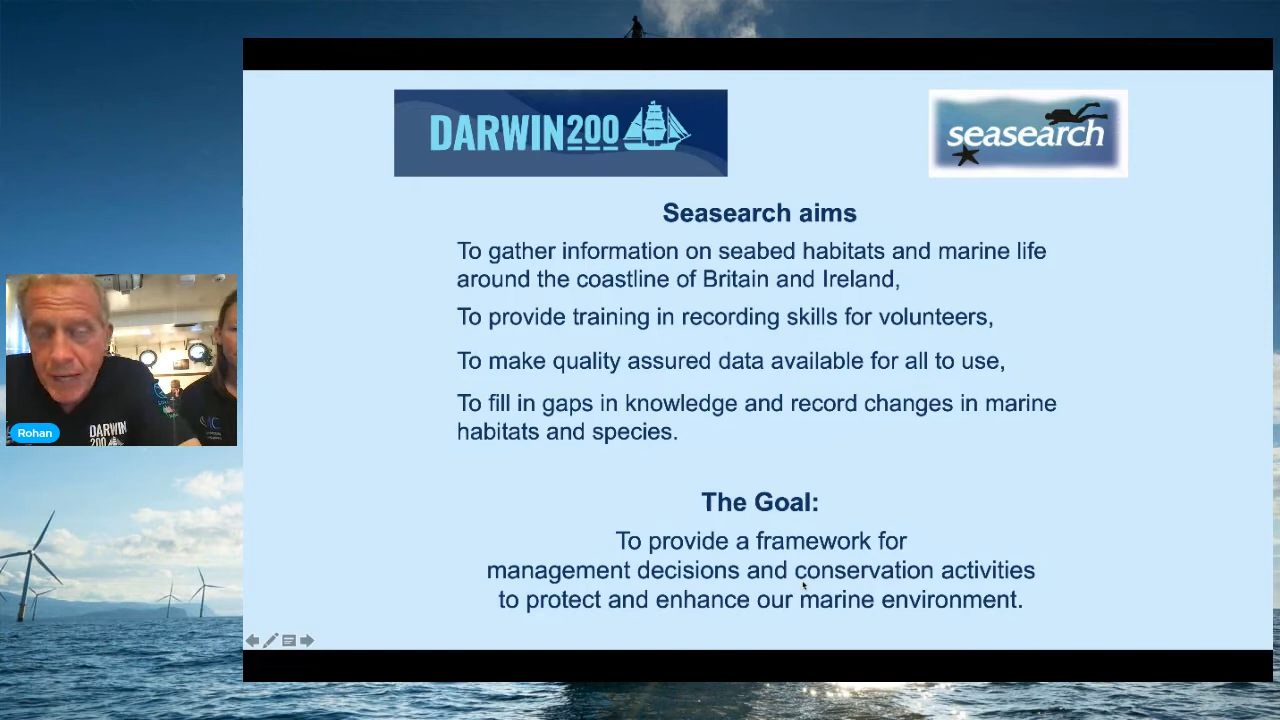 DARWIN200
seasearch
Seasearch aims
To gather information on seabed habitats and marine life
around the coastline of Britain and Ireland,
To provide training in recording skills for volunteers,
To make quality assured data available for all to use,
To fill in gaps in knowledge and record changes in marine
habitats and species.
The Goal:
To provide a framework for
management decisions and conservation activities
to protect and enhance our marine environment.
Rohan
DARWIN
200